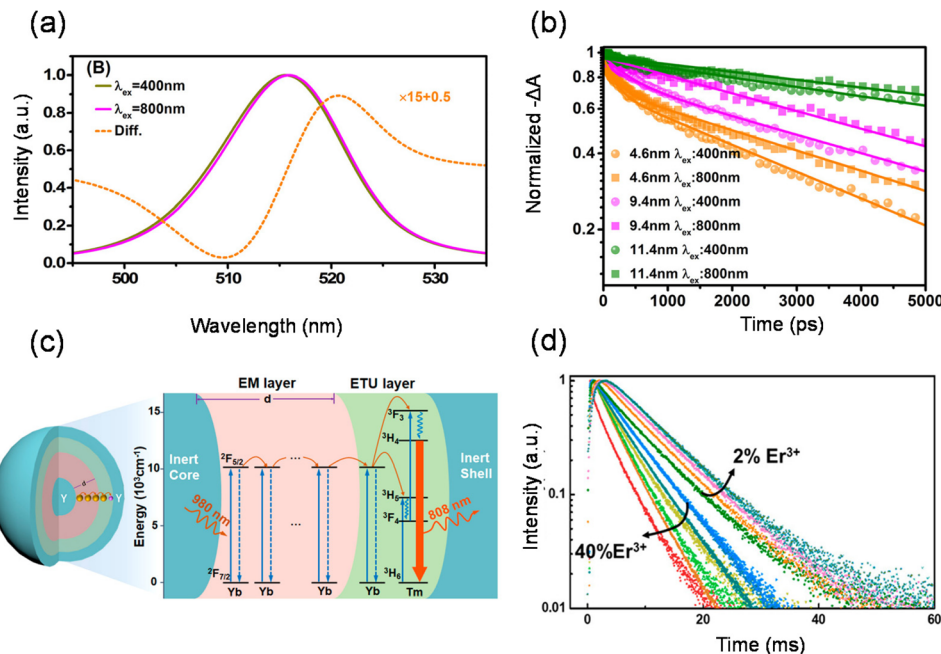 (a)
(B)
λex=400nm
λex=800nm
Diff.
×15+0.5
Intensity (a.u.)
1.0
0.8
0.6
0.4
0.2
0.0
500
510
520
530
Wavelength (nm)
(b)
Normalized -ΔA
1
0.8
0.6
0.4
0.2
4.6nm λex:400nm
4.6nm λex:800nm
9.4nm λex:400nm
9.4nm λex:800nm
11.4nm λex:400nm
11.4nm λex:800nm
0
1000
2000
3000
4000
5000
Time (ps)
(c)
EM layer
ETU layer
d
Energy (10³cm⁻¹)
15
10
5
0
Inert
Core
Inert
Shell
d
Y
Y
980 nm
808 nm
²F5/2
²F7/2
...
...
³F3
³H4
³H5
³F4
³H6
Yb
Yb
Yb
Yb
Tm
(d)
Intensity (a.u.)
1
0.1
0.01
2% Er³⁺
40%Er³⁺
0
20
40
60
Time (ms)